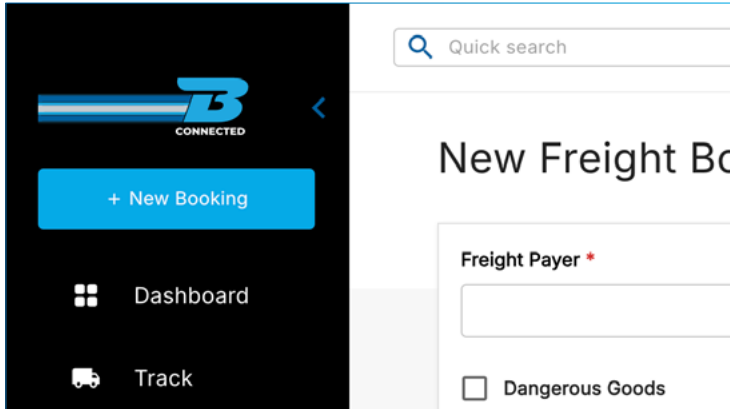 B
CONNECTED
+ New Booking
Dashboard
Track
Quick search
New Freight Bo
Freight Payer *
Dangerous Goods